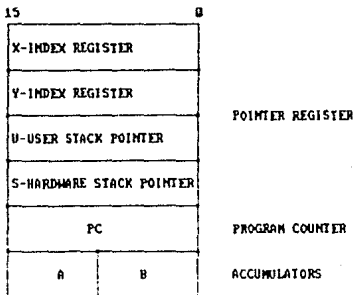 15 0
X-INDEX REGISTER
Y-INDEX REGISTER
POINTER REGISTER
U-USER STACK POINTER
S-HARDWARE STACK POINTER
PC PROGRAM COUNTER
A B ACCUMULATORS